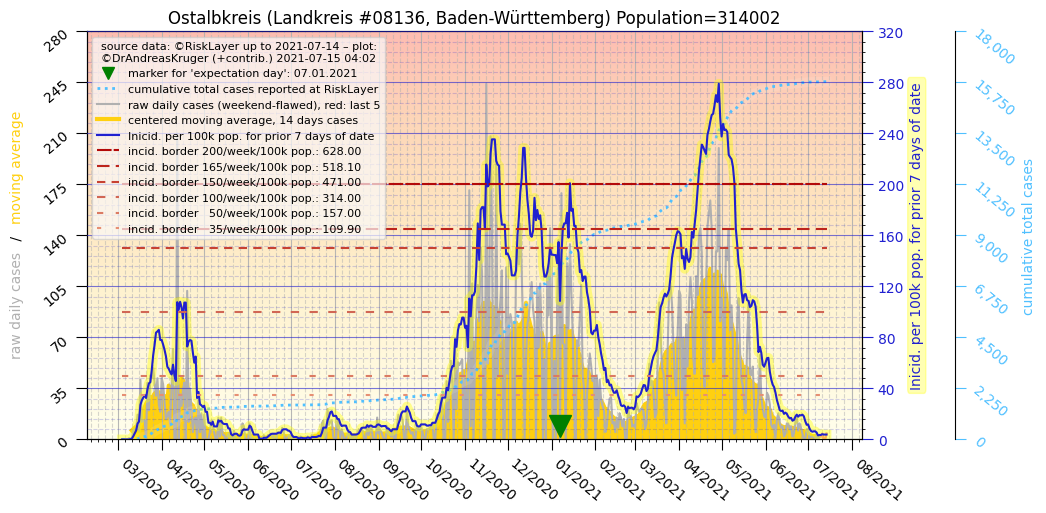 Ostalbkreis (Landkreis #08136, Baden-Württemberg) Population=314002
source data: ©RiskLayer up to 2021-07-14 – plot:
©DrAndreasKruger (+contrib.) 2021-07-15 04:02
marker for 'expectation day': 07.01.2021
cumulative total cases reported at RiskLayer
raw daily cases (weekend-flawed), red: last 5
centered moving average, 14 days cases
Inicid. per 100k pop. for prior 7 days of date
incid. border 200/week/100k pop.: 628.00
incid. border 165/week/100k pop.: 518.10
incid. border 150/week/100k pop.: 471.00
incid. border 100/week/100k pop.: 314.00
incid. border 50/week/100k pop.: 157.00
incid. border 35/week/100k pop.: 109.90
raw daily cases / moving average
280
245
210
175
140
105
70
35
0
320
280
240
200
160
120
80
40
0
Inicid. per 100k pop. for prior 7 days of date
18,000
15,750
13,500
11,250
9,000
6,750
4,500
2,250
0
cumulative total cases
03/2020
04/2020
05/2020
06/2020
07/2020
08/2020
09/2020
10/2020
11/2020
12/2020
01/2021
02/2021
03/2021
04/2021
05/2021
06/2021
07/2021
08/2021